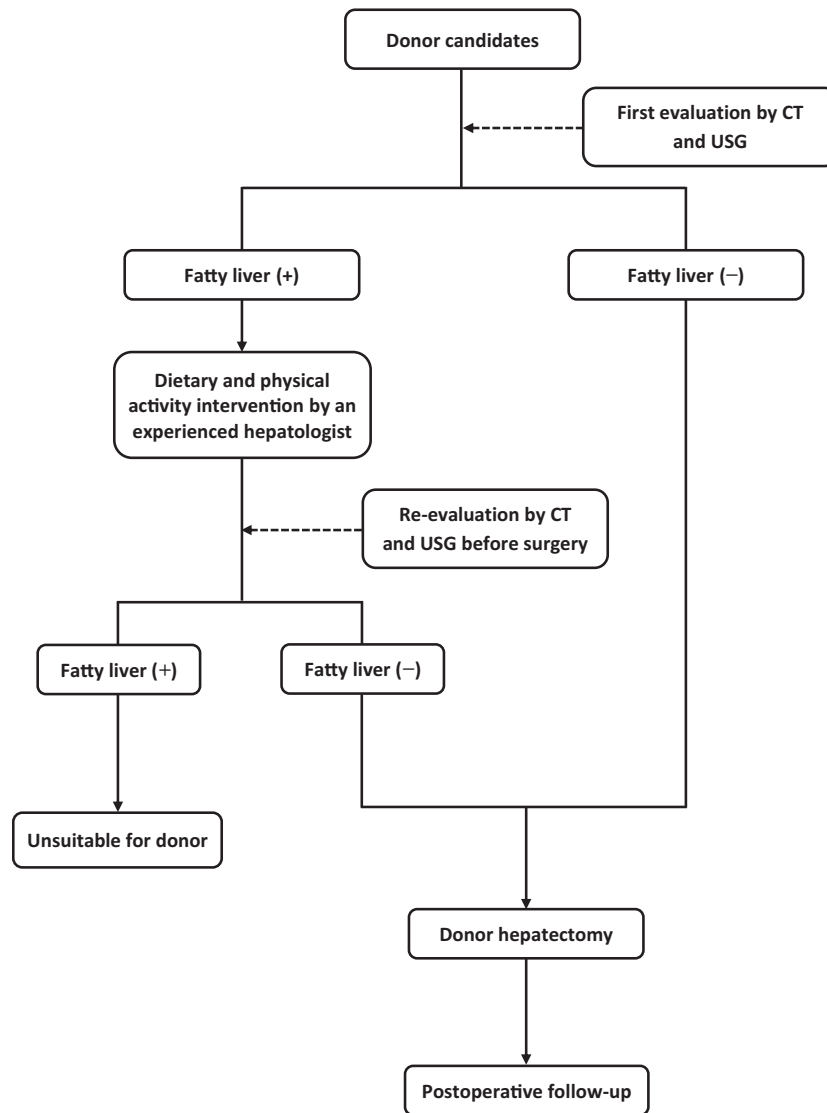 Donor candidates
First evaluation by CT
and USG
Fatty liver (+)
Fatty liver (−)
Dietary and physical
activity intervention by an
experienced hepatologist
Re-evaluation by CT
and USG before surgery
Fatty liver (+)
Fatty liver (−)
Unsuitable for donor
Donor hepatectomy
Postoperative follow-up